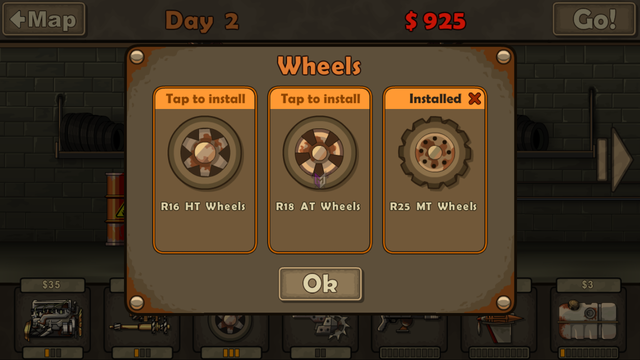 Map
Day 2
$ 925
Go!
Wheels
Tap to install
Tap to install
Installed
R16 HT Wheels
R18 AT Wheels
R25 MT Wheels
Ok
$35
$3